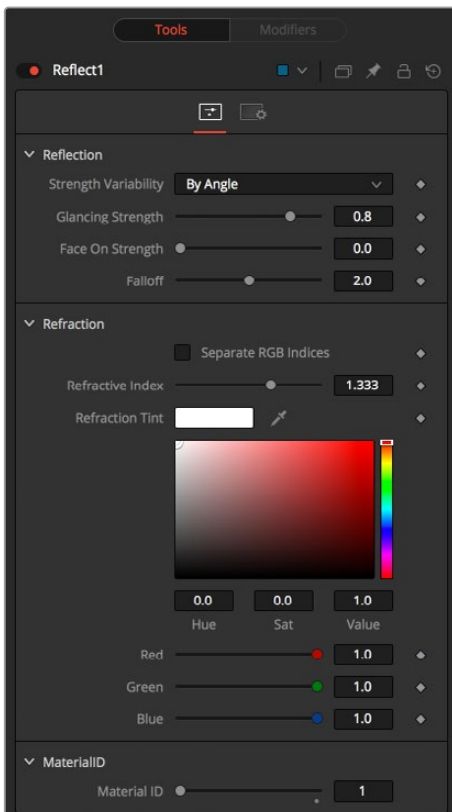 Tools Modifiers
Reflect1
Reflection
Strength Variability By Angle
Glancing Strength 0.8
Face On Strength 0.0
Falloff 2.0
Refraction
Separate RGB Indices
Refractive Index 1.333
Refraction Tint
0.0 0.0 1.0
Hue Sat Value
Red 1.0
Green 1.0
Blue 1.0
MaterialID
Material ID 1